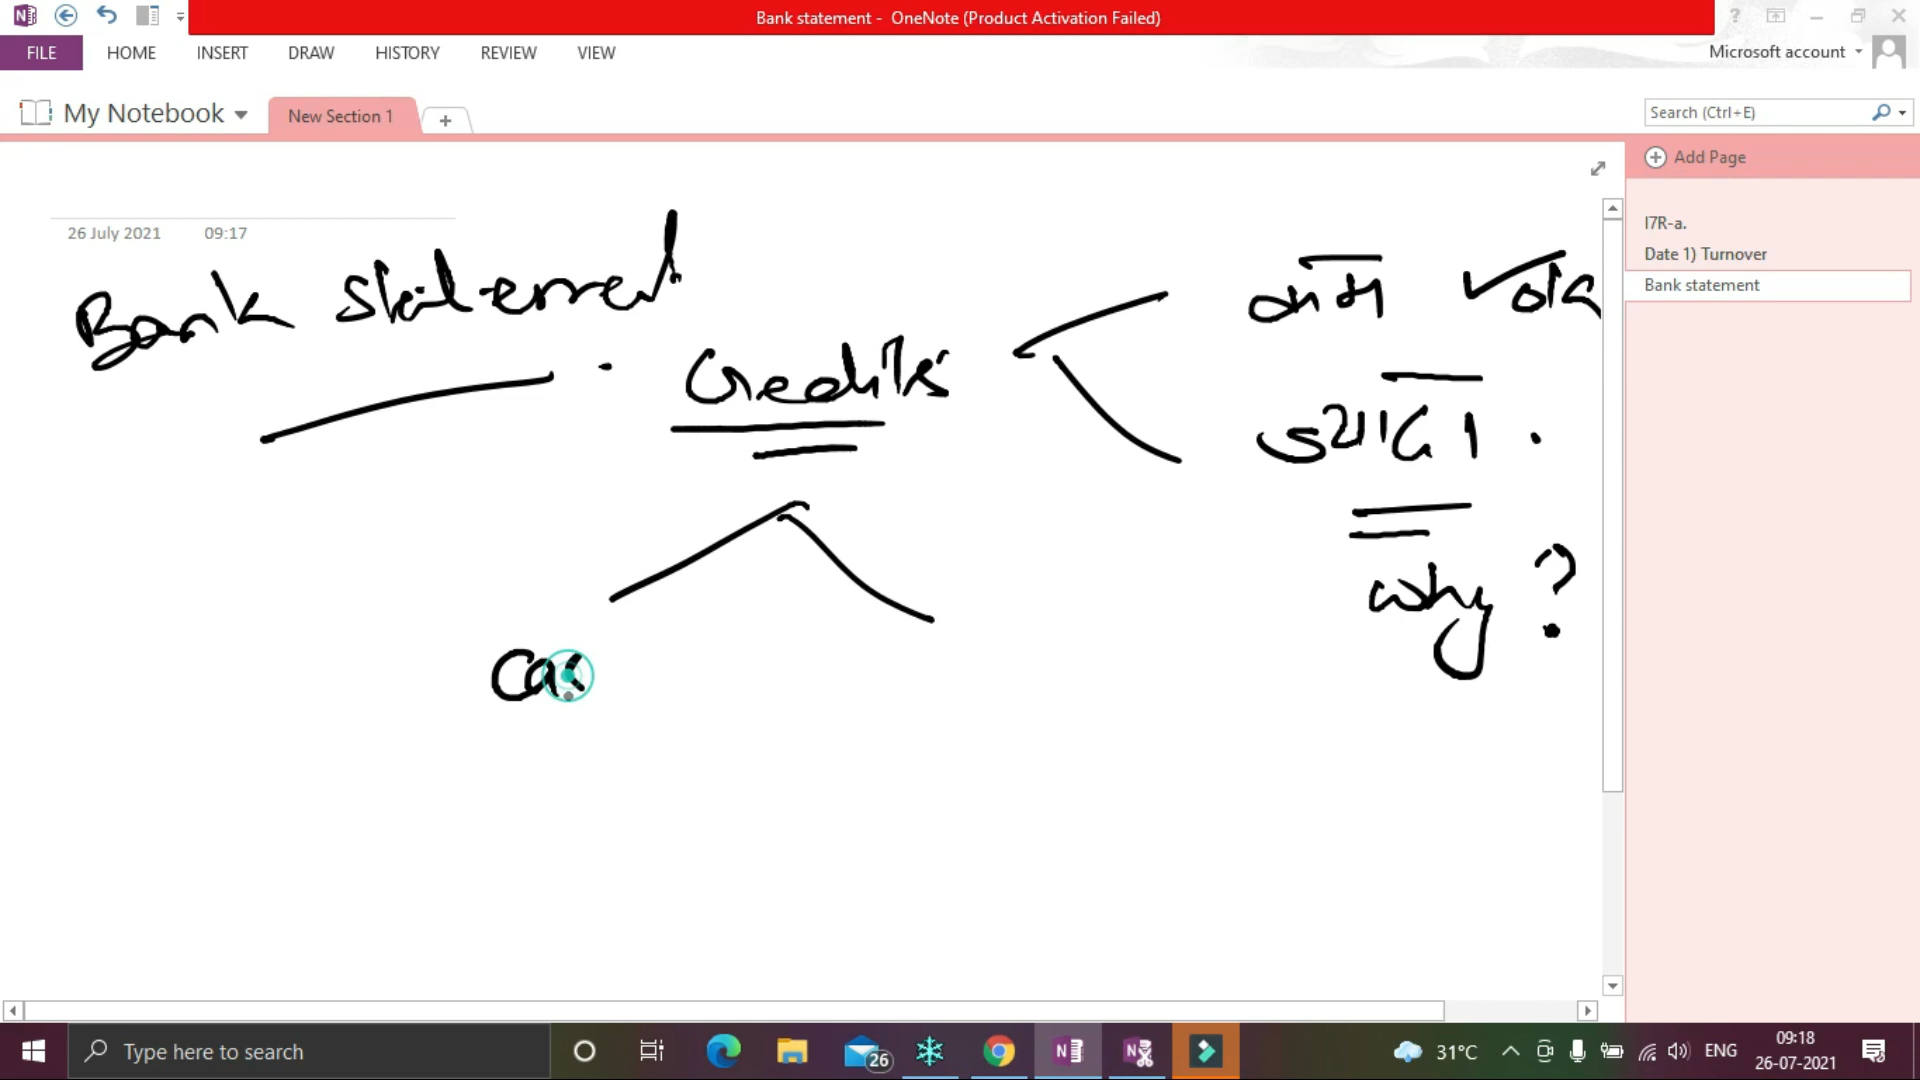 Bank statement - OneNote (Product Activation Failed)
FILE HOME INSERT DRAW HISTORY REVIEW VIEW
Microsoft account
My Notebook
New Section 1
Search (Ctrl+E)
Add Page
I7R-a.
Date 1) Turnover
Bank statement
26 July 2021 09:17
Bank statement
Credits
why ?
Type here to search
26
31°C
ENG
09:18
26-07-2021